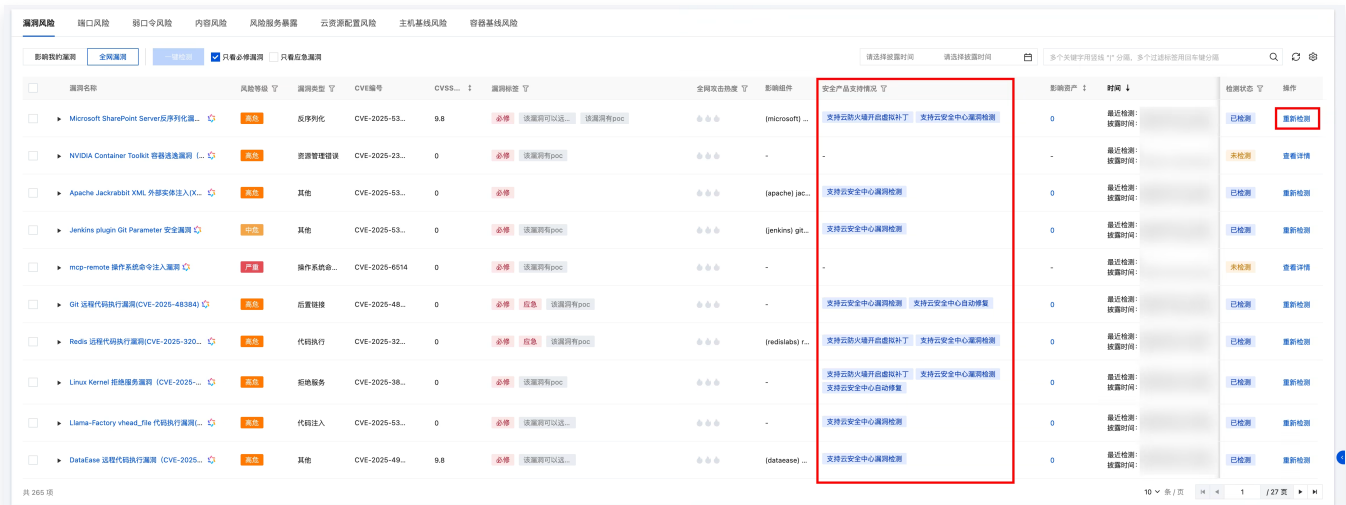 漏洞风险 端口风险 弱口令风险 内容风险 风险服务暴露 云资源配置风险 主机基线风险 容器基线风险
影响我的漏洞 全网漏洞 一键检测 只看必修漏洞 只看应急漏洞 请选择披露时间 请选择披露时间 多个关键字用竖线 "|" 分隔，多个过滤标签用回车键分隔
漏洞名称 风险等级 漏洞类型 CVE编号 CVSS... 漏洞标签 全网攻击热度 影响组件 安全产品支持情况 影响资产 时间 检测状态 操作
Microsoft SharePoint Server反序列化漏... 高危 反序列化 CVE-2025-53... 9.8 必修 该漏洞可以远... 该漏洞有poc (microsoft) ... 支持云防火墙开启虚拟补丁 支持云安全中心漏洞检测 0 最近检测: 披露时间: 已检测 重新检测
NVIDIA Container Toolkit 容器逃逸漏洞（... 高危 资源管理错误 CVE-2025-23... 0 必修 该漏洞有poc - - - 最近检测: 披露时间: 未检测 查看详情
Apache Jackrabbit XML 外部实体注入(X... 高危 其他 CVE-2025-53... 0 必修 (apache) jac... 支持云安全中心漏洞检测 0 最近检测: 披露时间: 已检测 重新检测
Jenkins plugin Git Parameter 安全漏洞 中危 其他 CVE-2025-53... 0 必修 该漏洞有poc (jenkins) git... 支持云安全中心漏洞检测 0 最近检测: 披露时间: 已检测 重新检测
mcp-remote 操作系统命令注入漏洞 严重 操作系统命... CVE-2025-6514 0 必修 该漏洞有poc - - - 最近检测: 披露时间: 未检测 查看详情
Git 远程代码执行漏洞(CVE-2025-48384) 高危 后置链接 CVE-2025-48... 0 必修 应急 该漏洞有poc - 支持云安全中心漏洞检测 支持云安全中心自动修复 0 最近检测: 披露时间: 已检测 重新检测
Redis 远程代码执行漏洞(CVE-2025-320... 高危 代码执行 CVE-2025-32... 0 必修 应急 该漏洞有poc (redislabs) r... 支持云防火墙开启虚拟补丁 支持云安全中心漏洞检测 0 最近检测: 披露时间: 已检测 重新检测
Linux Kernel 拒绝服务漏洞（CVE-2025-... 高危 拒绝服务 CVE-2025-38... 0 必修 该漏洞有poc - 支持云防火墙开启虚拟补丁 支持云安全中心漏洞检测 支持云安全中心自动修复 0 最近检测: 披露时间: 已检测 重新检测
Llama-Factory vhead_file 代码执行漏洞(... 高危 代码注入 CVE-2025-53... 0 必修 该漏洞可以远... - 支持云安全中心漏洞检测 0 最近检测: 披露时间: 已检测 重新检测
DataEase 远程代码执行漏洞（CVE-2025... 高危 其他 CVE-2025-49... 9.8 必修 该漏洞可以远... (dataease) ... 支持云安全中心漏洞检测 0 最近检测: 披露时间: 已检测 重新检测
共 265 项 10 条 / 页 1 / 27 页